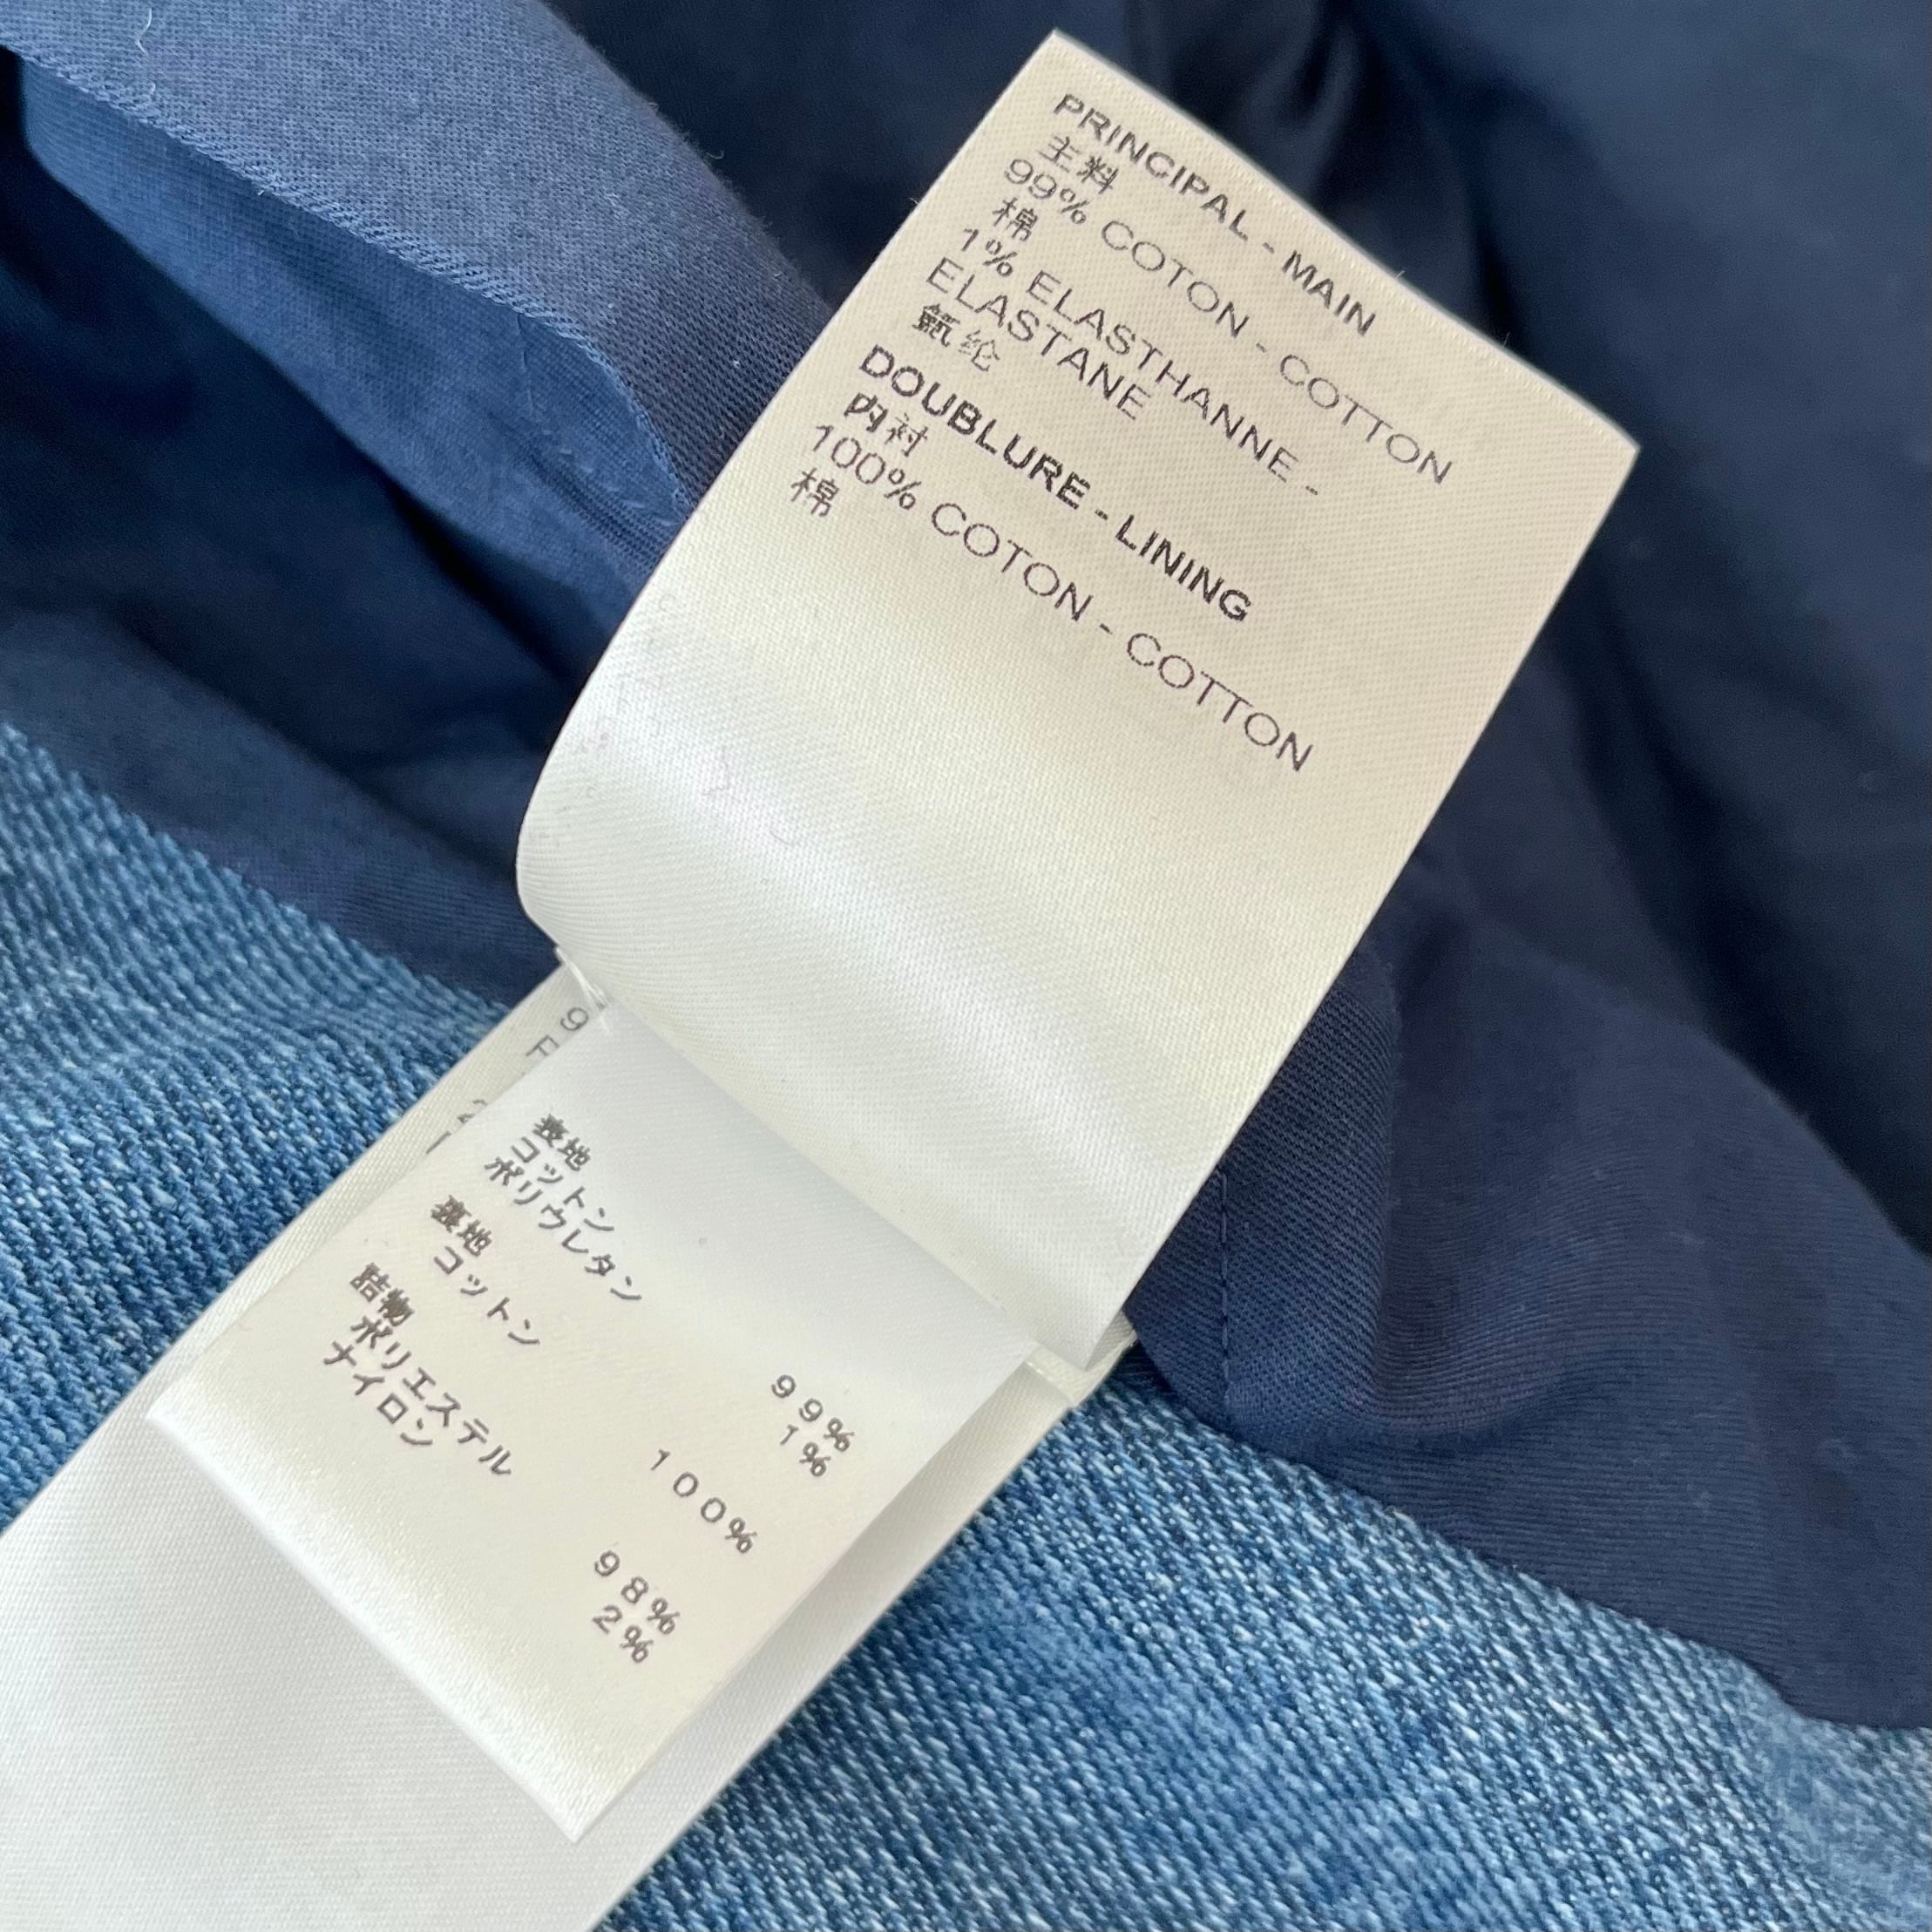 PRINCIPAL - MAIN
主料
99% COTON - COTTON
棉
1% ELASTHANNE -
ELASTANE
氨纶
DOUBLURE - LINING
内衬
100% COTON - COTTON
棉
9
F
2
表地
コットン 99%
ポリウレタン 1%
裏地
コットン 100%
詰物
ポリエステル 98%
ナイロン 2%